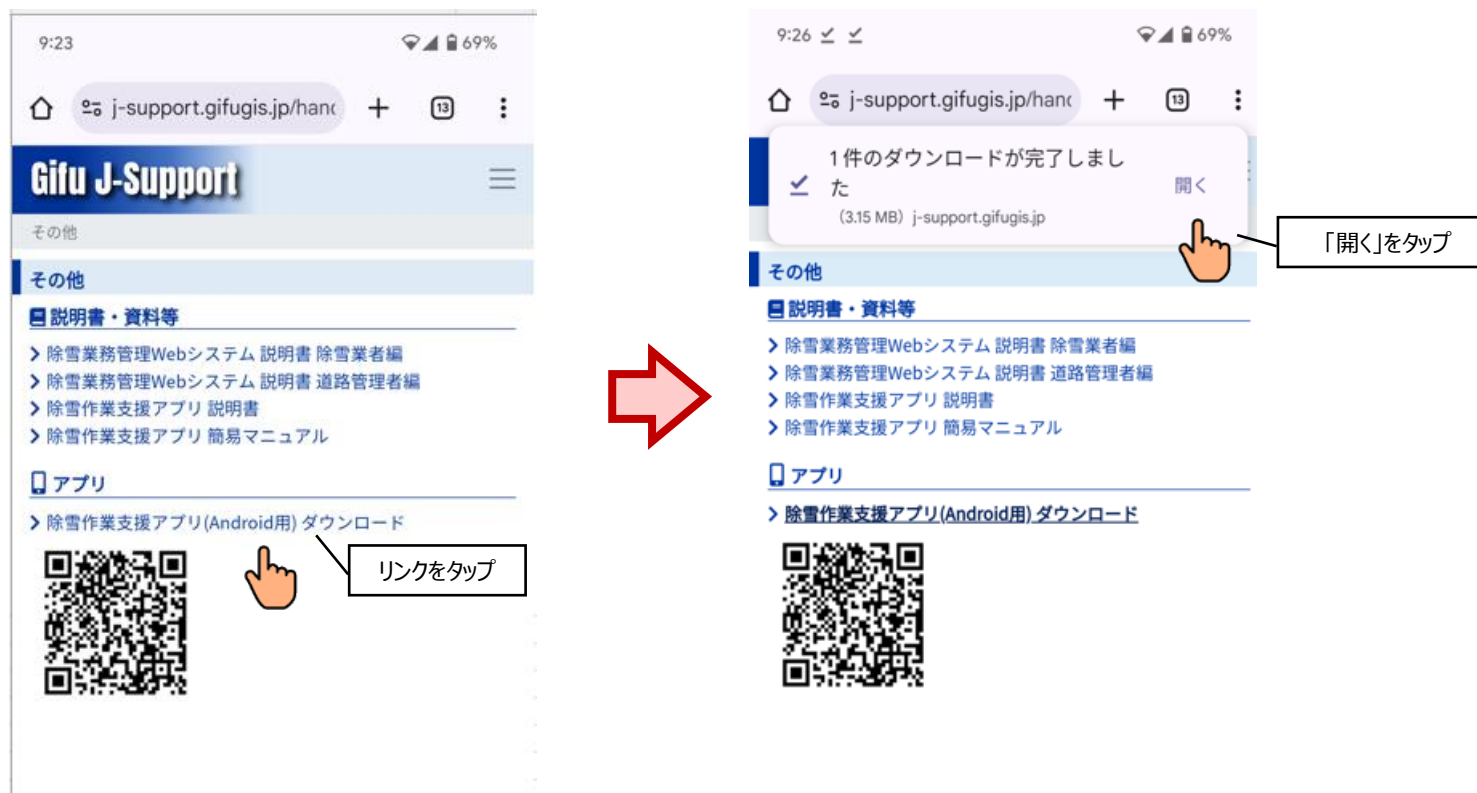 9:23
69%
j-support.gifugis.jp/hand
13
Gifu J-Support
その他
その他
説明書・資料等
除雪業務管理Webシステム 説明書 除雪業者編
除雪業務管理Webシステム 説明書 道路管理者編
除雪作業支援アプリ 説明書
除雪作業支援アプリ 簡易マニュアル
アプリ
除雪作業支援アプリ(Android用) ダウンロード
リンクをタップ
9:26
69%
j-support.gifugis.jp/hand
13
1 件のダウンロードが完了しまし
た
開く
(3.15 MB) j-support.gifugis.jp
「開く」をタップ
その他
説明書・資料等
除雪業務管理Webシステム 説明書 除雪業者編
除雪業務管理Webシステム 説明書 道路管理者編
除雪作業支援アプリ 説明書
除雪作業支援アプリ 簡易マニュアル
アプリ
除雪作業支援アプリ(Android用) ダウンロード